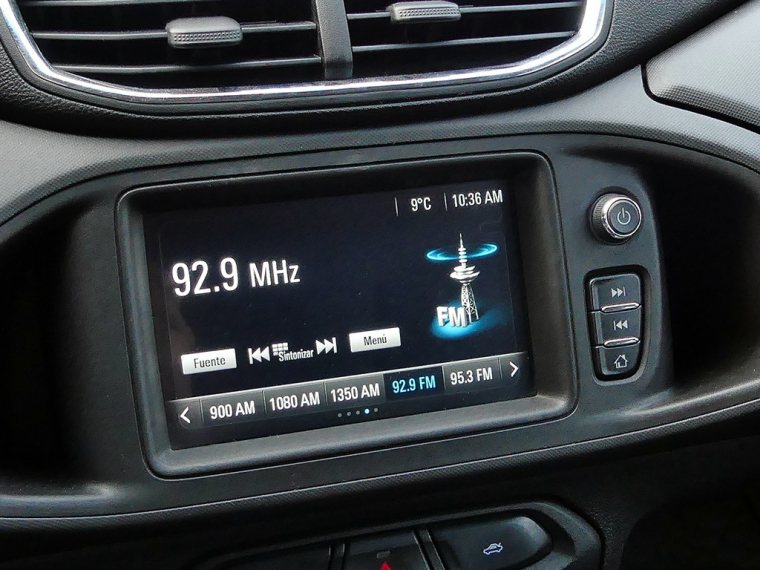 9°C 10:36 AM
92.9 MHz
FM
Fuente Sintonizar Menú
900 AM 1080 AM 1350 AM 92.9 FM 95.3 FM